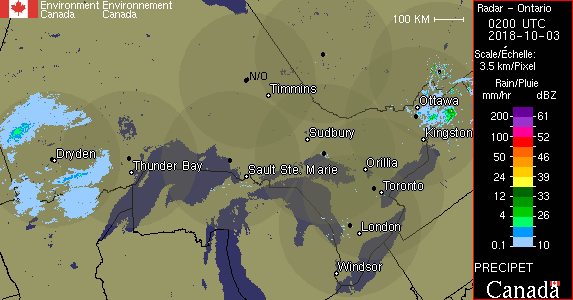 Environment Environnement
Canada Canada
100 KM
N/O
Timmins
Ottawa
Sudbury
Kingston
Dryden
Thunder Bay
Sault Ste. Marie
Orillia
Toronto
London
Windsor
Radar - Ontario
0200 UTC
2018-10-03
Scale/Échelle:
3.5 km/Pixel
Rain/Pluie
mm/hr dBZ
200 61
100 52
50 46
24 39
12 33
4 26
0.1 10
PRECIPET
Canada